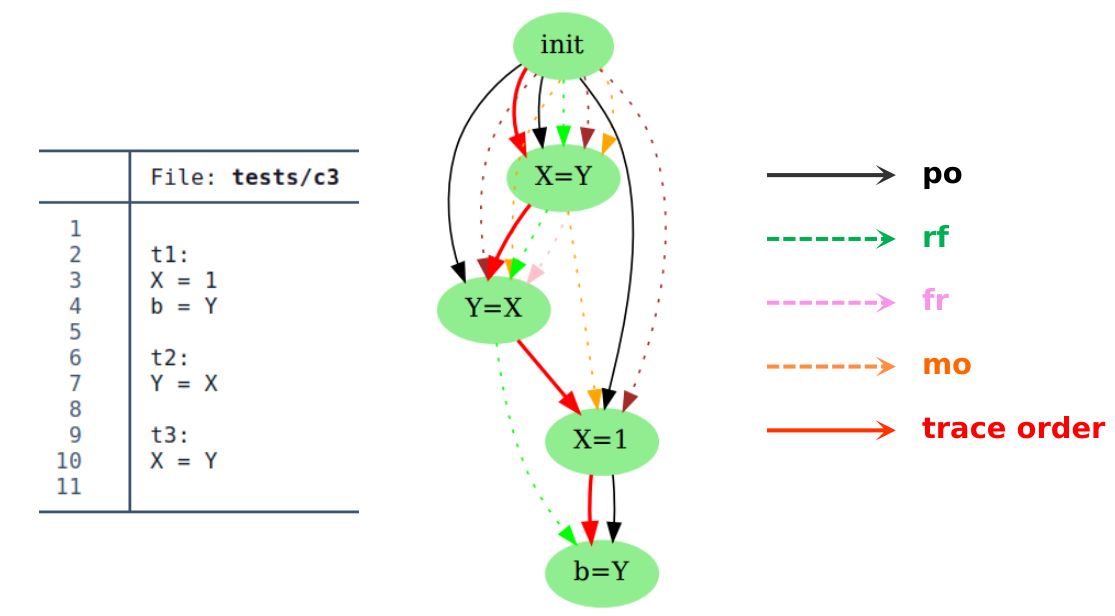 File: tests/c3
1
2 t1:
3 X = 1
4 b = Y
5
6 t2:
7 Y = X
8
9 t3:
10 X = Y
11
init
X=Y
Y=X
X=1
b=Y
po
rf
fr
mo
trace order